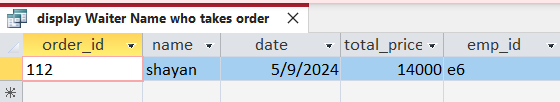 display Waiter Name who takes order
order_id name date total_price emp_id
112 shayan 5/9/2024 14000 e6